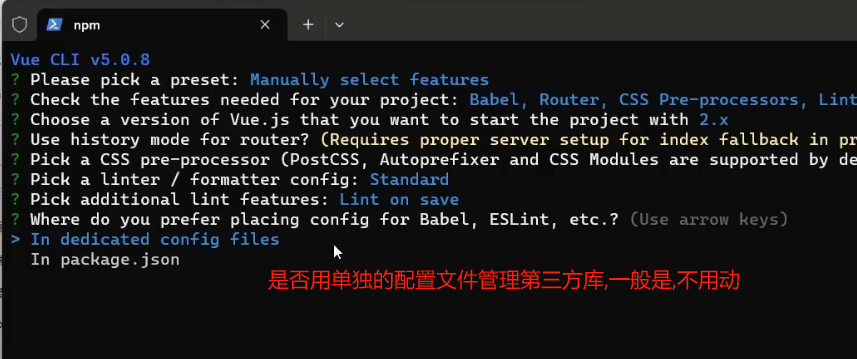 npm
Vue CLI v5.0.8
? Please pick a preset: Manually select features
? Check the features needed for your project: Babel, Router, CSS Pre-processors, Lint
? Choose a version of Vue.js that you want to start the project with 2.x
? Use history mode for router? (Requires proper server setup for index fallback in pr
? Pick a CSS pre-processor (PostCSS, Autoprefixer and CSS Modules are supported by de
? Pick a linter / formatter config: Standard
? Pick additional lint features: Lint on save
? Where do you prefer placing config for Babel, ESLint, etc.? (Use arrow keys)
> In dedicated config files
In package.json
是否用单独的配置文件管理第三方库,一般是,不用动